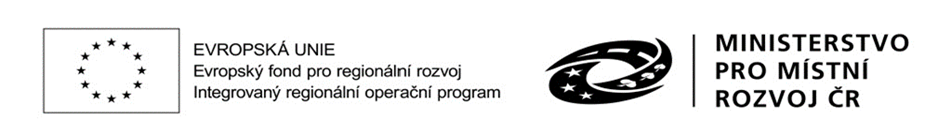 EVROPSKÁ UNIE
Evropský fond pro regionální rozvoj
Integrovaný regionální operační program
MINISTERSTVO
PRO MÍSTNÍ
ROZVOJ ČR